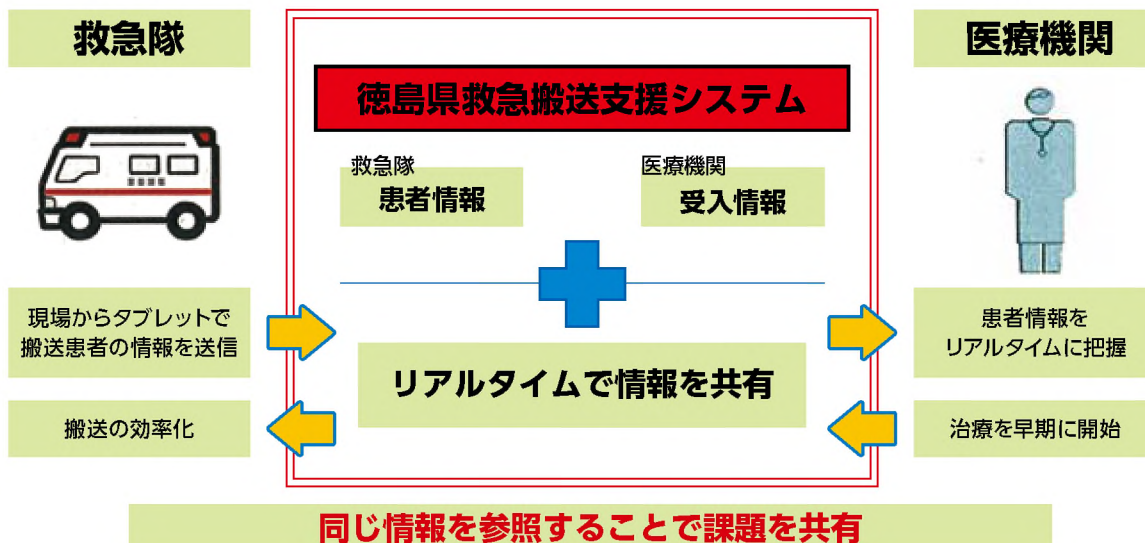 救急隊
医療機関
徳島県救急搬送支援システム
救急隊
患者情報
医療機関
受入情報
現場からタブレットで
搬送患者の情報を送信
リアルタイムで情報を共有
患者情報を
リアルタイムに把握
搬送の効率化
治療を早期に開始
同じ情報を参照することで課題を共有